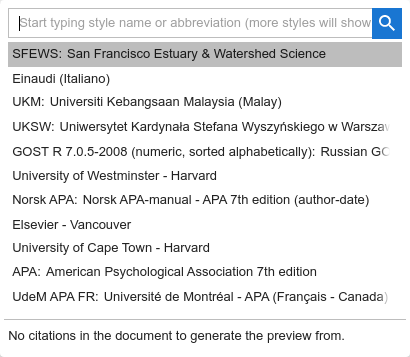 Start typing style name or abbreviation (more styles will show
SFEWS: San Francisco Estuary & Watershed Science
Einaudi (Italiano)
UKM: Universiti Kebangsaan Malaysia (Malay)
UKSW: Uniwersytet Kardynała Stefana Wyszyńskiego w Warszaw
GOST R 7.0.5-2008 (numeric, sorted alphabetically): Russian GO
University of Westminster - Harvard
Norsk APA: Norsk APA-manual - APA 7th edition (author-date)
Elsevier - Vancouver
University of Cape Town - Harvard
APA: American Psychological Association 7th edition
UdeM APA FR: Université de Montréal - APA (Français - Canada)
No citations in the document to generate the preview from.